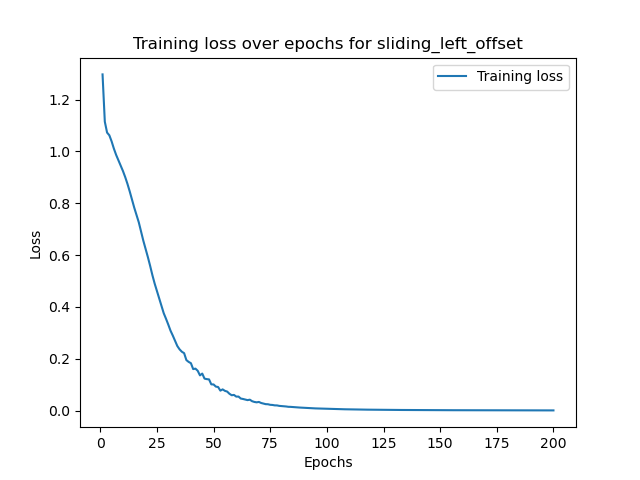 Training loss over epochs for sliding_left_offset
Training loss
1.2
1.0
0.8
0.6
0.4
0.2
0.0
Loss
0 25 50 75 100 125 150 175 200
Epochs